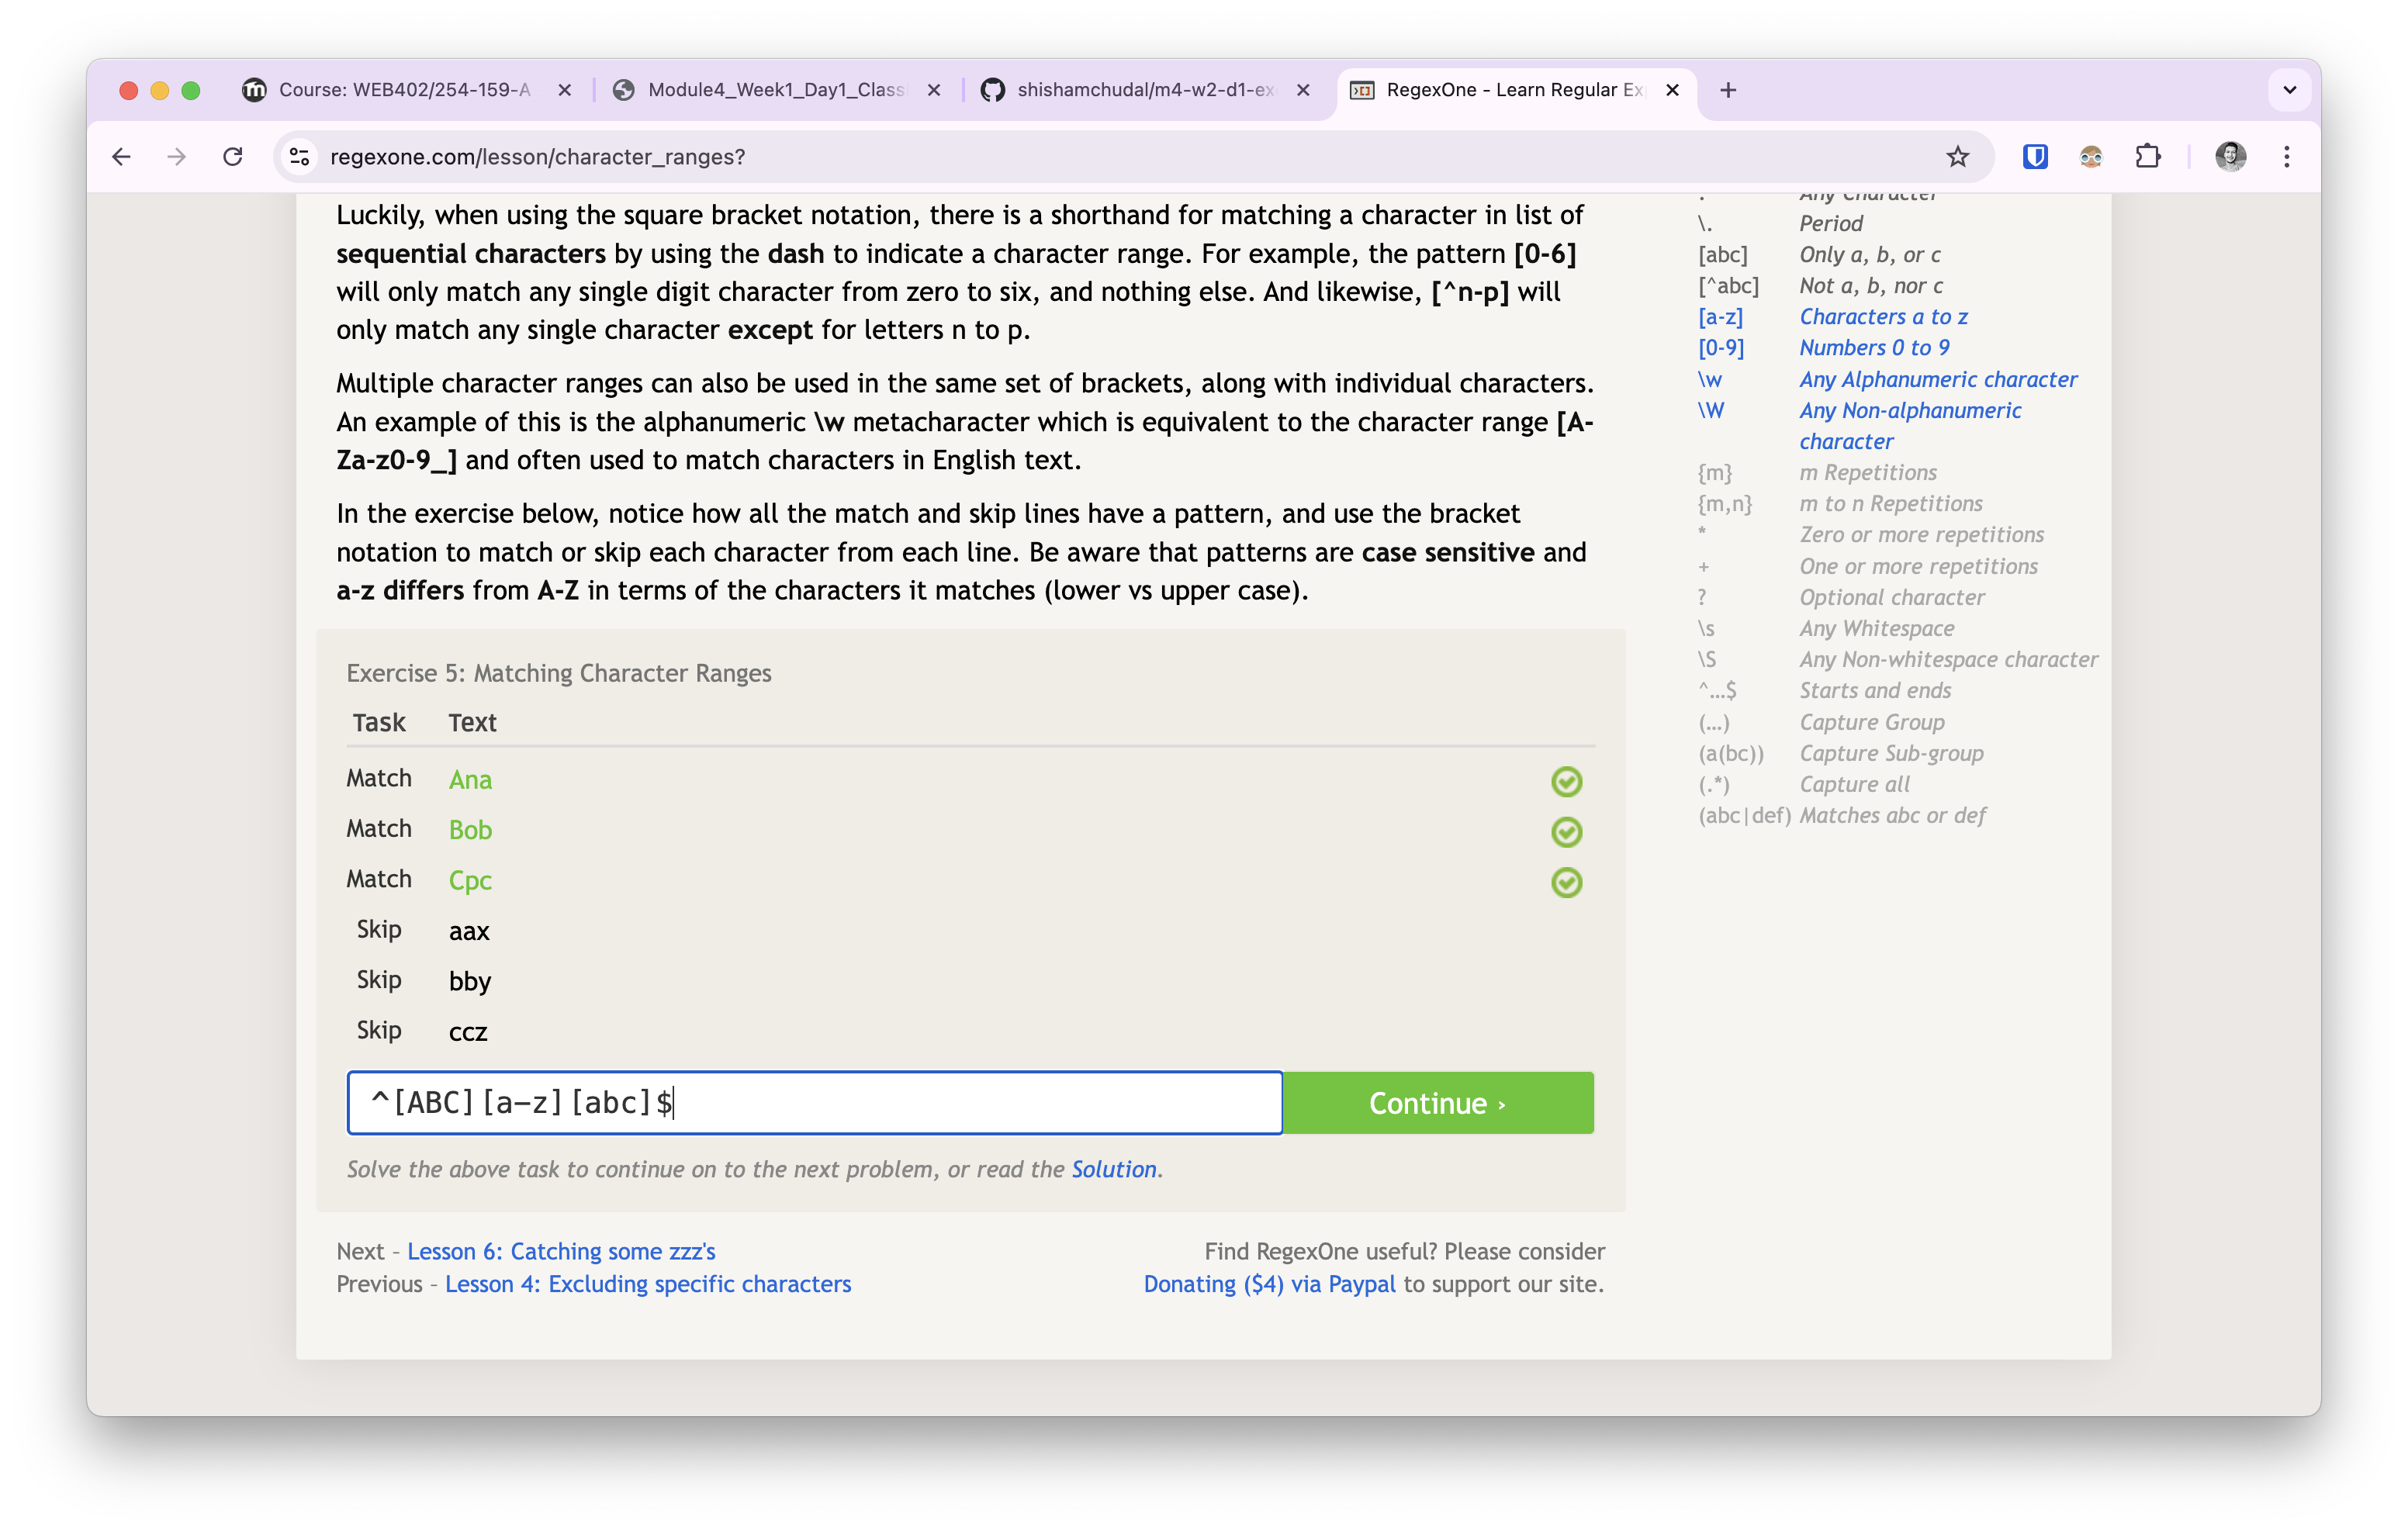 Course: WEB402/254-159-A
Module4_Week1_Day1_Class
shishamchudal/m4-w2-d1-ex
RegexOne - Learn Regular Ex
regexone.com/lesson/character_ranges?
Luckily, when using the square bracket notation, there is a shorthand for matching a character in list of
sequential characters by using the dash to indicate a character range. For example, the pattern [0-6]
will only match any single digit character from zero to six, and nothing else. And likewise, [^n-p] will
only match any single character except for letters n to p.
Multiple character ranges can also be used in the same set of brackets, along with individual characters.
An example of this is the alphanumeric \w metacharacter which is equivalent to the character range [A-
Za-z0-9_] and often used to match characters in English text.
In the exercise below, notice how all the match and skip lines have a pattern, and use the bracket
notation to match or skip each character from each line. Be aware that patterns are case sensitive and
a-z differs from A-Z in terms of the characters it matches (lower vs upper case).
Exercise 5: Matching Character Ranges
Task Text
Match Ana
Match Bob
Match Cpc
Skip aax
Skip bby
Skip ccz
^[ABC][a-z][abc]$
Continue ›
Solve the above task to continue on to the next problem, or read the Solution.
Next – Lesson 6: Catching some zzz's
Previous – Lesson 4: Excluding specific characters
Find RegexOne useful? Please consider
Donating ($4) via Paypal to support our site.
. Any Character
\. Period
[abc] Only a, b, or c
[^abc] Not a, b, nor c
[a-z] Characters a to z
[0-9] Numbers 0 to 9
\w Any Alphanumeric character
\W Any Non-alphanumeric
character
{m} m Repetitions
{m,n} m to n Repetitions
* Zero or more repetitions
+ One or more repetitions
? Optional character
\s Any Whitespace
\S Any Non-whitespace character
^…$ Starts and ends
(…) Capture Group
(a(bc)) Capture Sub-group
(.*) Capture all
(abc|def) Matches abc or def